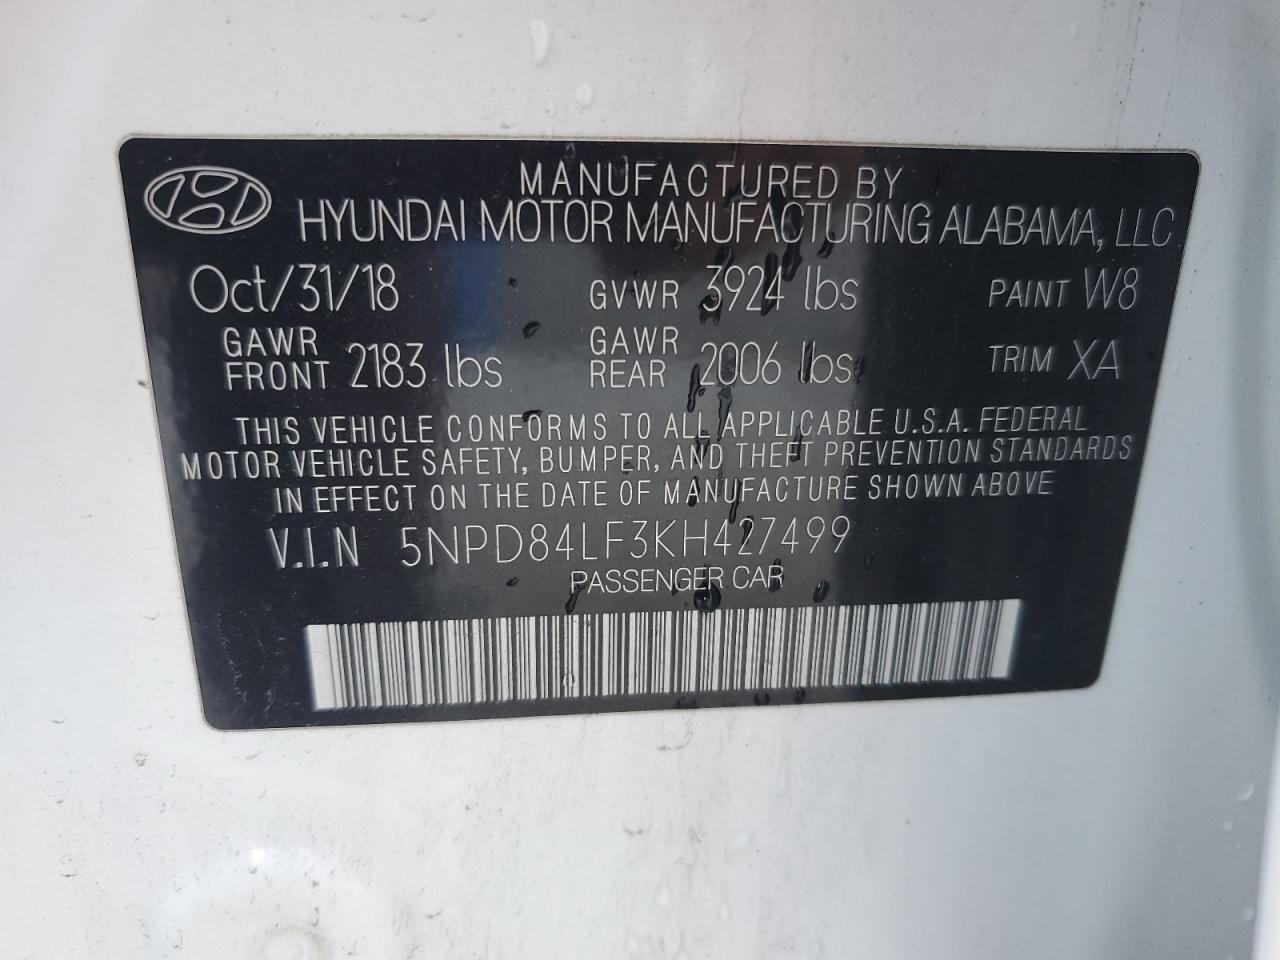 MANUFACTURED BY
HYUNDAI MOTOR MANUFACTURING ALABAMA, LLC
Oct/31/18 GVWR 3924 lbs PAINT W8
GAWR FRONT 2183 lbs GAWR REAR 2006 lbs TRIM XA
THIS VEHICLE CONFORMS TO ALL APPLICABLE U.S.A. FEDERAL
MOTOR VEHICLE SAFETY, BUMPER, AND THEFT PREVENTION STANDARDS
IN EFFECT ON THE DATE OF MANUFACTURE SHOWN ABOVE
V.I.N 5NPD84LF3KH427499
PASSENGER CAR